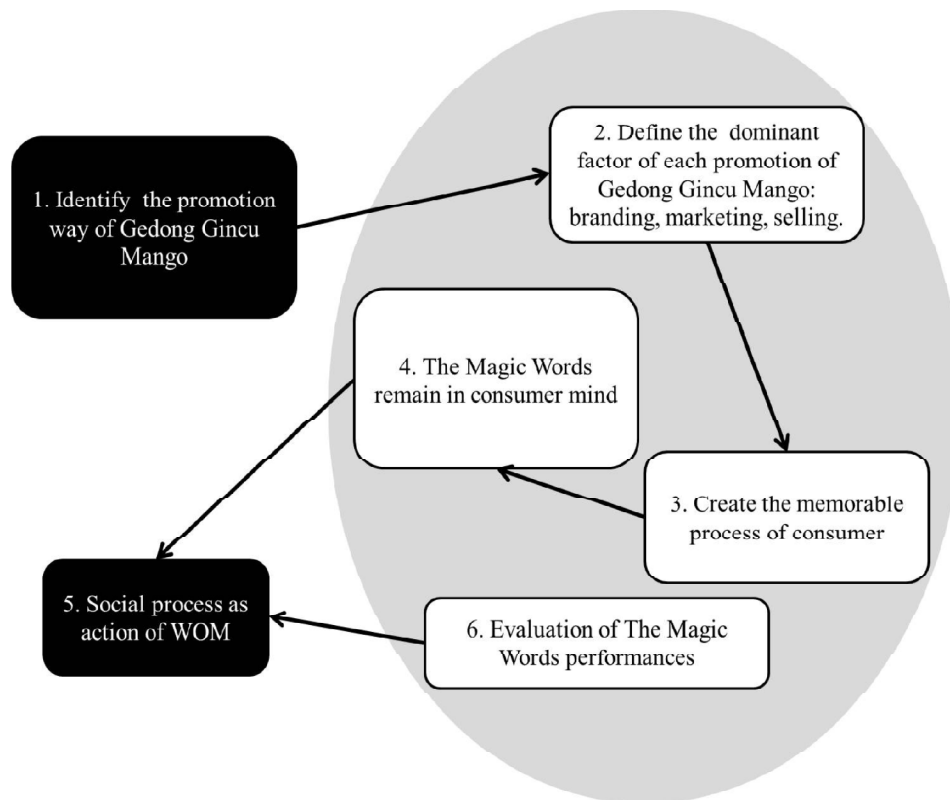 1. Identify the promotion
way of Gedong Gincu
Mango
2. Define the dominant
factor of each promotion of
Gedong Gincu Mango:
branding, marketing, selling.
3. Create the memorable
process of consumer
4. The Magic Words
remain in consumer mind
5. Social process as
action of WOM
6. Evaluation of The Magic
Words performances